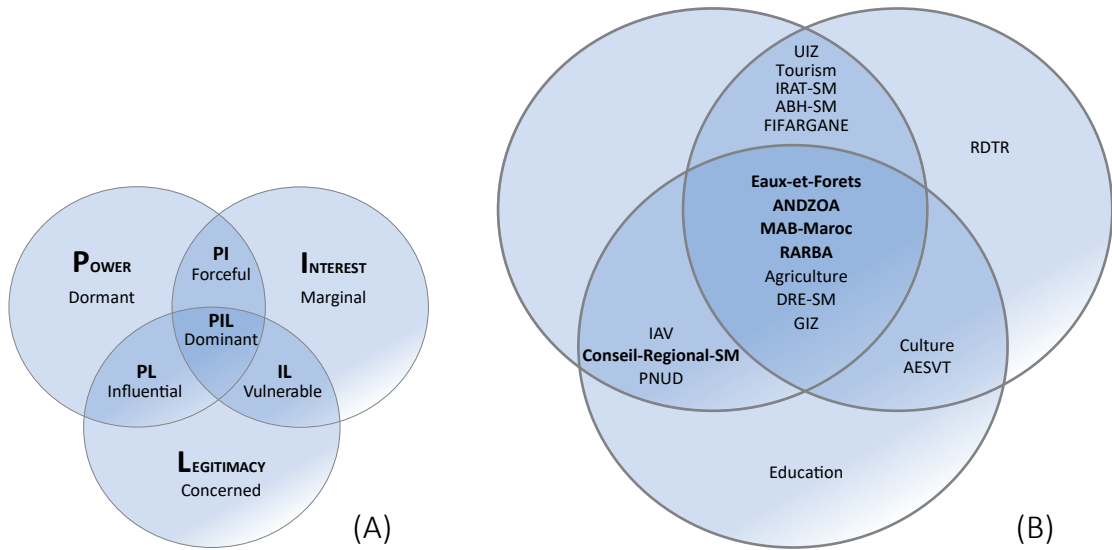 POWER
Dormant
PI
Forceful
INTEREST
Marginal
PIL
Dominant
PL
Influential
IL
Vulnerable
LEGITIMACY
Concerned
(A)
UIZ
Tourism
IRAT-SM
ABH-SM
FIFARGANE
RDTR
Eaux-et-Forets
ANDZOA
MAB-Maroc
RARBA
Agriculture
DRE-SM
GIZ
IAV
Conseil-Regional-SM
PNUD
Culture
AESVT
Education
(B)